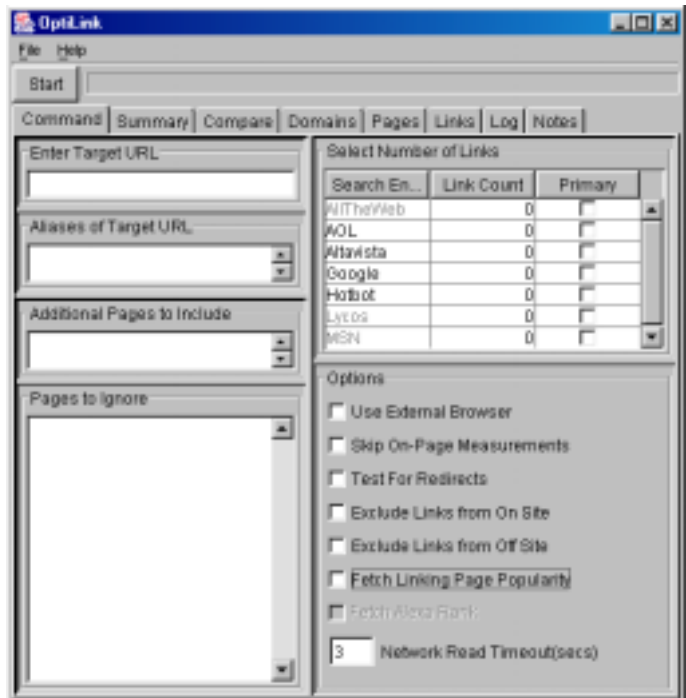 OptiLink
File Help
Start
Command Summary Compare Domains Pages Links Log Notes
Enter Target URL
Aliases of Target URL
Additional Pages to Include
Pages to Ignore
Select Number of Links
Search En... Link Count Primary
AllTheWeb 0
AOL 0
Altavista 0
Google 0
Hotbot 0
Lycos 0
MSN 0
Options
Use External Browser
Skip On-Page Measurements
Test For Redirects
Exclude Links from On Site
Exclude Links from Off Site
Fetch Linking Page Popularity
Fetch Alexa Rank
3 Network Read Timeout(secs)